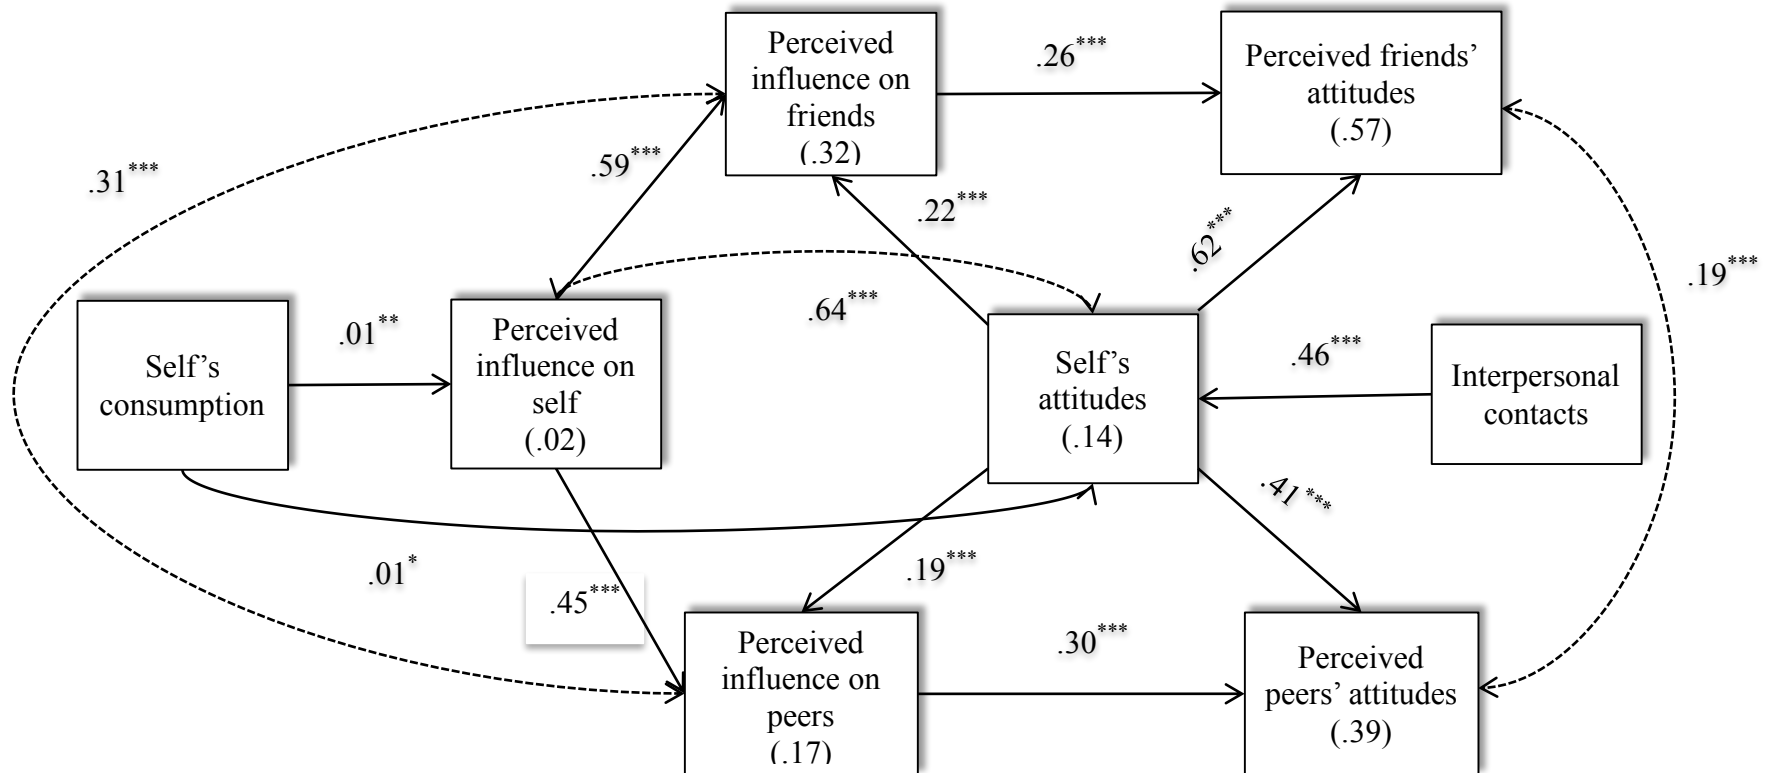 Perceived
influence on
friends
(.32)
.26***
Perceived friends’
attitudes
(.57)
.31***
.59***
.22***
.62***
.19***
.64***
Self’s
consumption
.01**
Perceived
influence on
self
(.02)
Self’s
attitudes
(.14)
.46***
Interpersonal
contacts
.01*
.45***
.19***
.41***
Perceived
influence on
peers
(.17)
.30***
Perceived
peers’ attitudes
(.39)